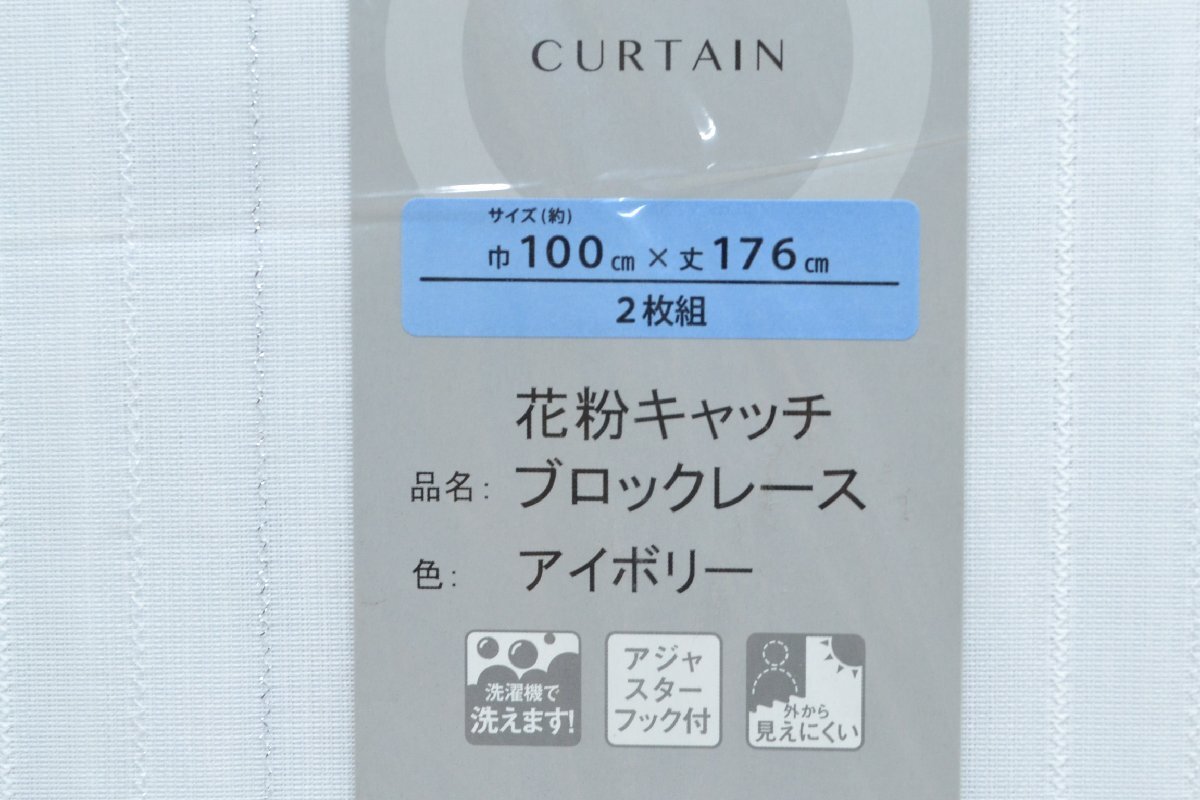 CURTAIN
サイズ(約)
巾100㎝×丈176㎝
2枚組
花粉キャッチ
品名: ブロックレース
色: アイボリー
洗濯機で
洗えます!
アジャ
スター
フック付
外から
見えにくい